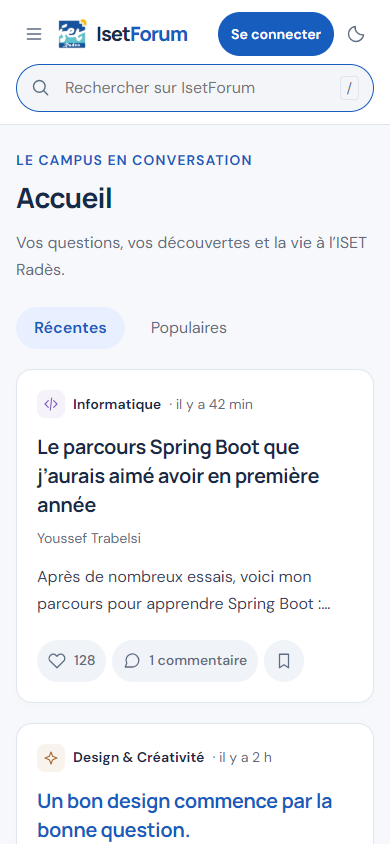 IsetForum
Se connecter
Rechercher sur IsetForum
/
LE CAMPUS EN CONVERSATION
Accueil
Vos questions, vos découvertes et la vie à l’ISET
Radès.
Récentes
Populaires
Informatique · il y a 42 min
Le parcours Spring Boot que
j’aurais aimé avoir en première
année
Youssef Trabelsi
Après de nombreux essais, voici mon
parcours pour apprendre Spring Boot :…
128
1 commentaire
Design & Créativité · il y a 2 h
Un bon design commence par la
bonne question.